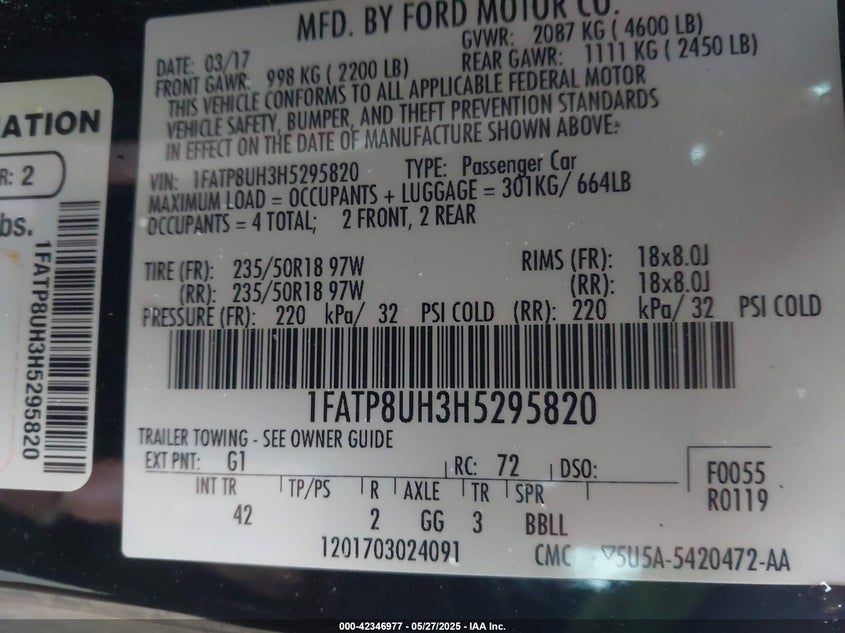 MFD. BY FORD MOTOR CO.
DATE: 03/17 GVWR: 2087 KG ( 4600 LB)
FRONT GAWR: 998 KG ( 2200 LB) REAR GAWR: 1111 KG ( 2450 LB)
THIS VEHICLE CONFORMS TO ALL APPLICABLE FEDERAL MOTOR
VEHICLE SAFETY, BUMPER, AND THEFT PREVENTION STANDARDS
IN EFFECT ON THE DATE OF MANUFACTURE SHOWN ABOVE.
VIN: 1FATP8UH3H5295820 TYPE: Passenger Car
MAXIMUM LOAD = OCCUPANTS + LUGGAGE = 301KG/ 664LB
OCCUPANTS = 4 TOTAL; 2 FRONT, 2 REAR
TIRE (FR): 235/50R18 97W RIMS (FR): 18x8.0J
(RR): 235/50R18 97W (RR): 18x8.0J
PRESSURE (FR): 220 kPa/ 32 PSI COLD (RR): 220 kPa/ 32 PSI COLD
1FATP8UH3H5295820
TRAILER TOWING - SEE OWNER GUIDE
EXT PNT: G1 RC: 72 DSO:
F0055
R0119
INT TR TP/PS R AXLE TR SPR
42 2 GG 3 BBLL
1201703024091 CMC 5U5A-5420472-AA
ATION
R: 2
bs.
1FATP8UH3H5295820
000-42346977 - 05/27/2025 - IAA Inc.